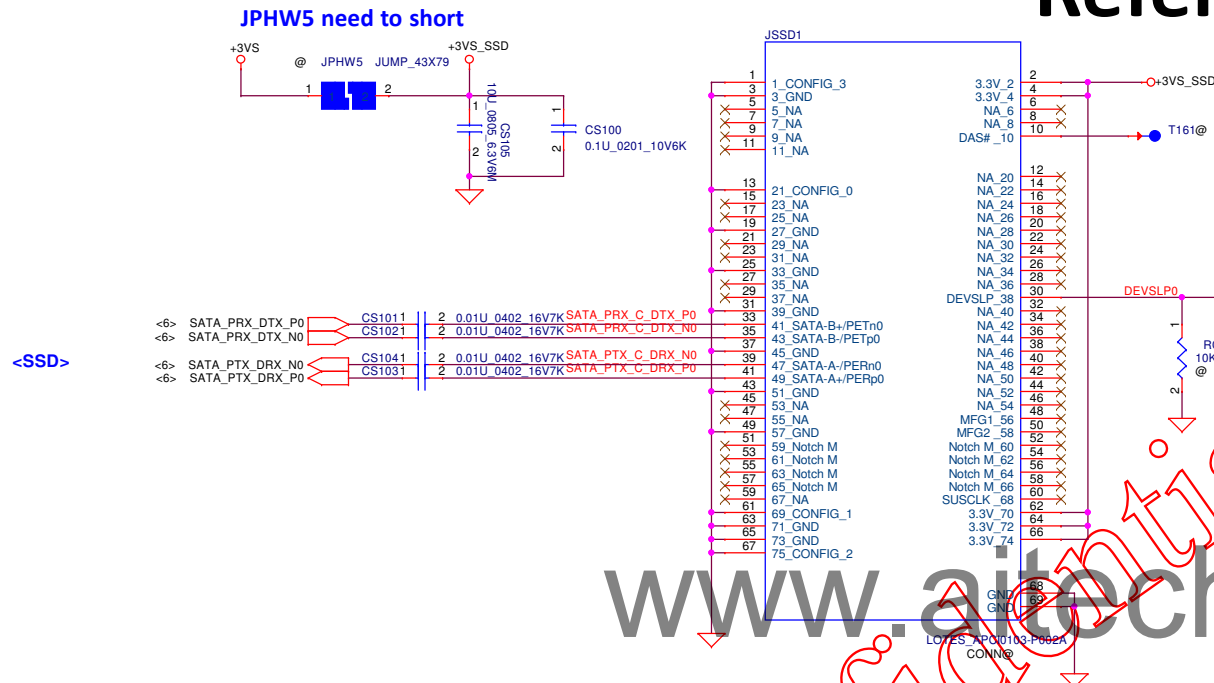 JPHW5 need to short
+3VS
@ JPHW5 JUMP_43X79
+3VS_SSD
1 2
1 2
10U_0805_6.3V6M
CS105
1
2
1
2
CS100
0.1U_0201_10V6K
JSSD1
1 1_CONFIG_3
3 3_GND
5 5_NA
7 7_NA
9 9_NA
11 11_NA
13 21_CONFIG_0
15 23_NA
17 25_NA
19 27_GND
21 29_NA
23 31_NA
25 33_GND
27 35_NA
29 37_NA
31 39_GND
33 41_SATA-B+/PETn0
35 43_SATA-B-/PETp0
37 45_GND
39 47_SATA-A-/PERn0
41 49_SATA-A+/PERp0
43 51_GND
45 53_NA
47 55_NA
49 57_GND
51 59_Notch M
53 61_Notch M
55 63_Notch M
57 65_Notch M
59 67_NA
61 69_CONFIG_1
63 71_GND
65 73_GND
67 75_CONFIG_2
3.3V_2 2
3.3V_4 4
NA_6 6
NA_8 8
DAS#_10 10
NA_20 12
NA_22 14
NA_24 16
NA_26 18
NA_28 20
NA_30 22
NA_32 24
NA_34 26
NA_36 28
DEVSLP_38 30
NA_40 32
NA_42 34
NA_44 36
NA_46 38
NA_48 40
NA_50 42
NA_52 44
NA_54 46
MFG1_56 48
MFG2_58 50
Notch M_60 52
Notch M_62 54
Notch M_64 56
Notch M_66 58
SUSCLK_68 60
3.3V_70 62
3.3V_72 64
3.3V_74 66
GND 68
GND 69
+3VS_SSD
T161@
DEVSLP0
1
10K
@
2
<SSD>
<6> SATA_PRX_DTX_P0 CS101 1 2 0.01U_0402_16V7K SATA_PRX_C_DTX_P0
<6> SATA_PRX_DTX_N0 CS102 1 2 0.01U_0402_16V7K SATA_PRX_C_DTX_N0
<6> SATA_PTX_DRX_N0 CS104 1 2 0.01U_0402_16V7K SATA_PTX_C_DRX_N0
<6> SATA_PTX_DRX_P0 CS103 1 2 0.01U_0402_16V7K SATA_PTX_C_DRX_P0
LOTES_APCI0103-P002A
CONN@
www.aitech